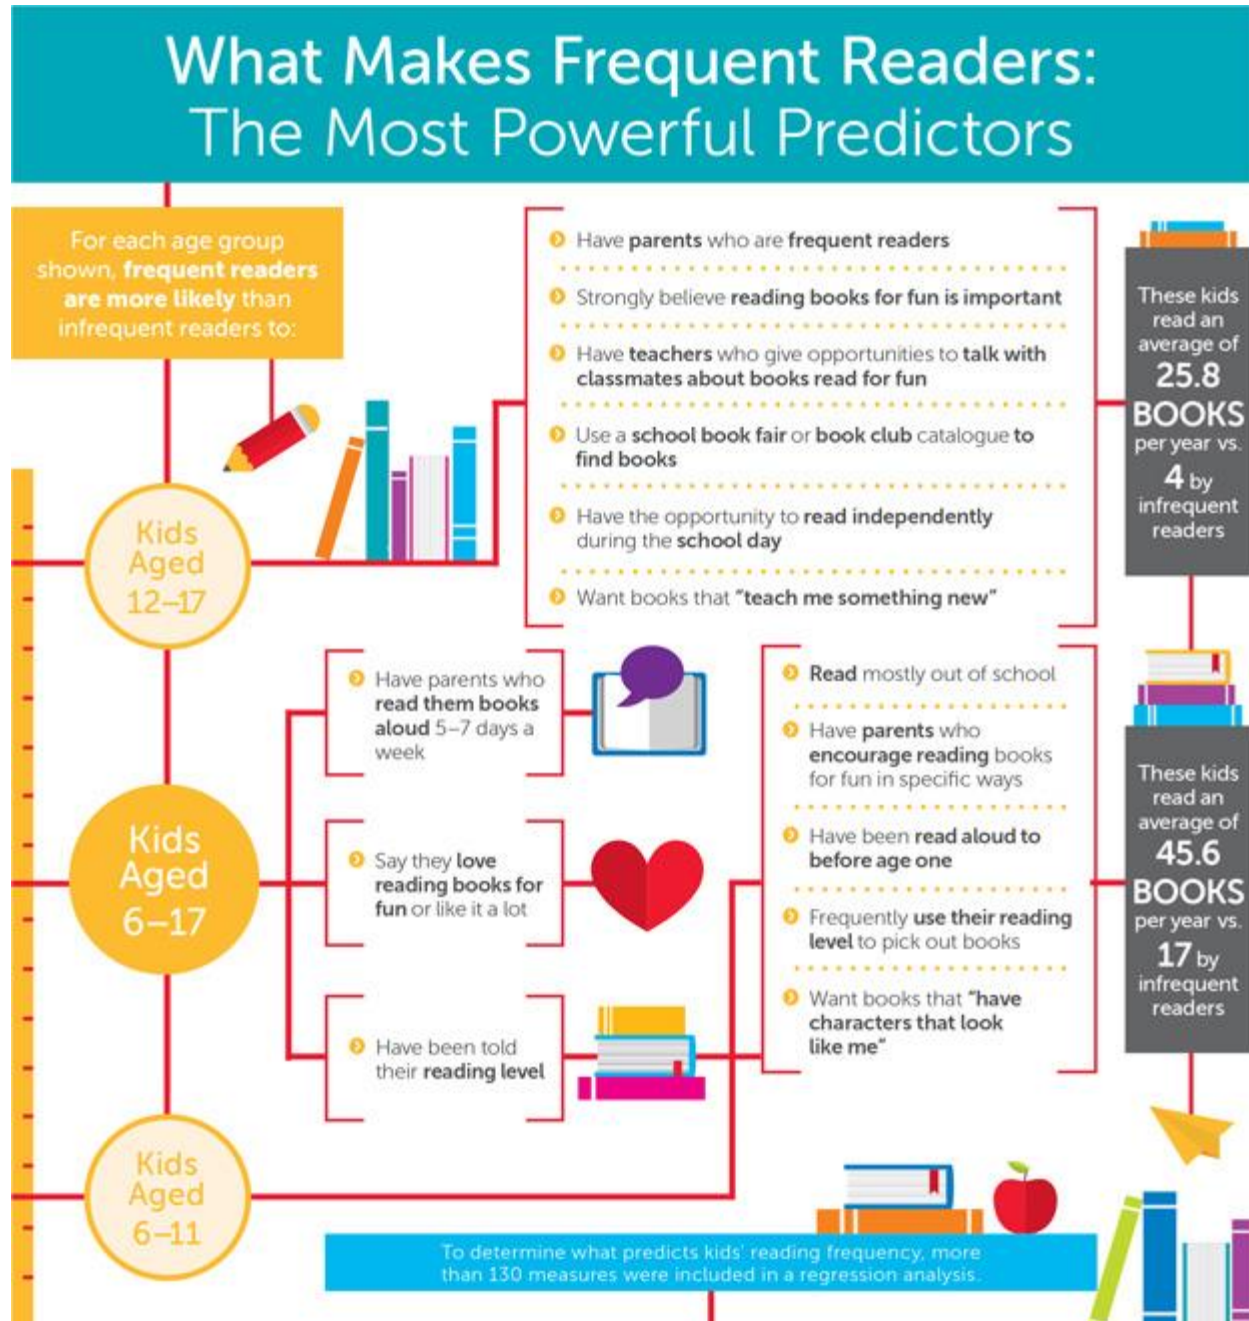 What Makes Frequent Readers:
The Most Powerful Predictors
For each age group
shown, frequent readers
are more likely than
infrequent readers to:
Kids
Aged
12–17
Have parents who are frequent readers
Strongly believe reading books for fun is important
Have teachers who give opportunities to talk with
classmates about books read for fun
Use a school book fair or book club catalogue to
find books
Have the opportunity to read independently
during the school day
Want books that "teach me something new"
These kids
read an
average of
25.8
BOOKS
per year vs.
4 by
infrequent
readers
Kids
Aged
6–17
Have parents who
read them books
aloud 5–7 days a
week
Say they love
reading books for
fun or like it a lot
Have been told
their reading level
Kids
Aged
6–11
Read mostly out of school
Have parents who
encourage reading books
for fun in specific ways
Have been read aloud to
before age one
Frequently use their reading
level to pick out books
Want books that "have
characters that look
like me"
These kids
read an
average of
45.6
BOOKS
per year vs.
17 by
infrequent
readers
To determine what predicts kids' reading frequency, more
than 130 measures were included in a regression analysis.